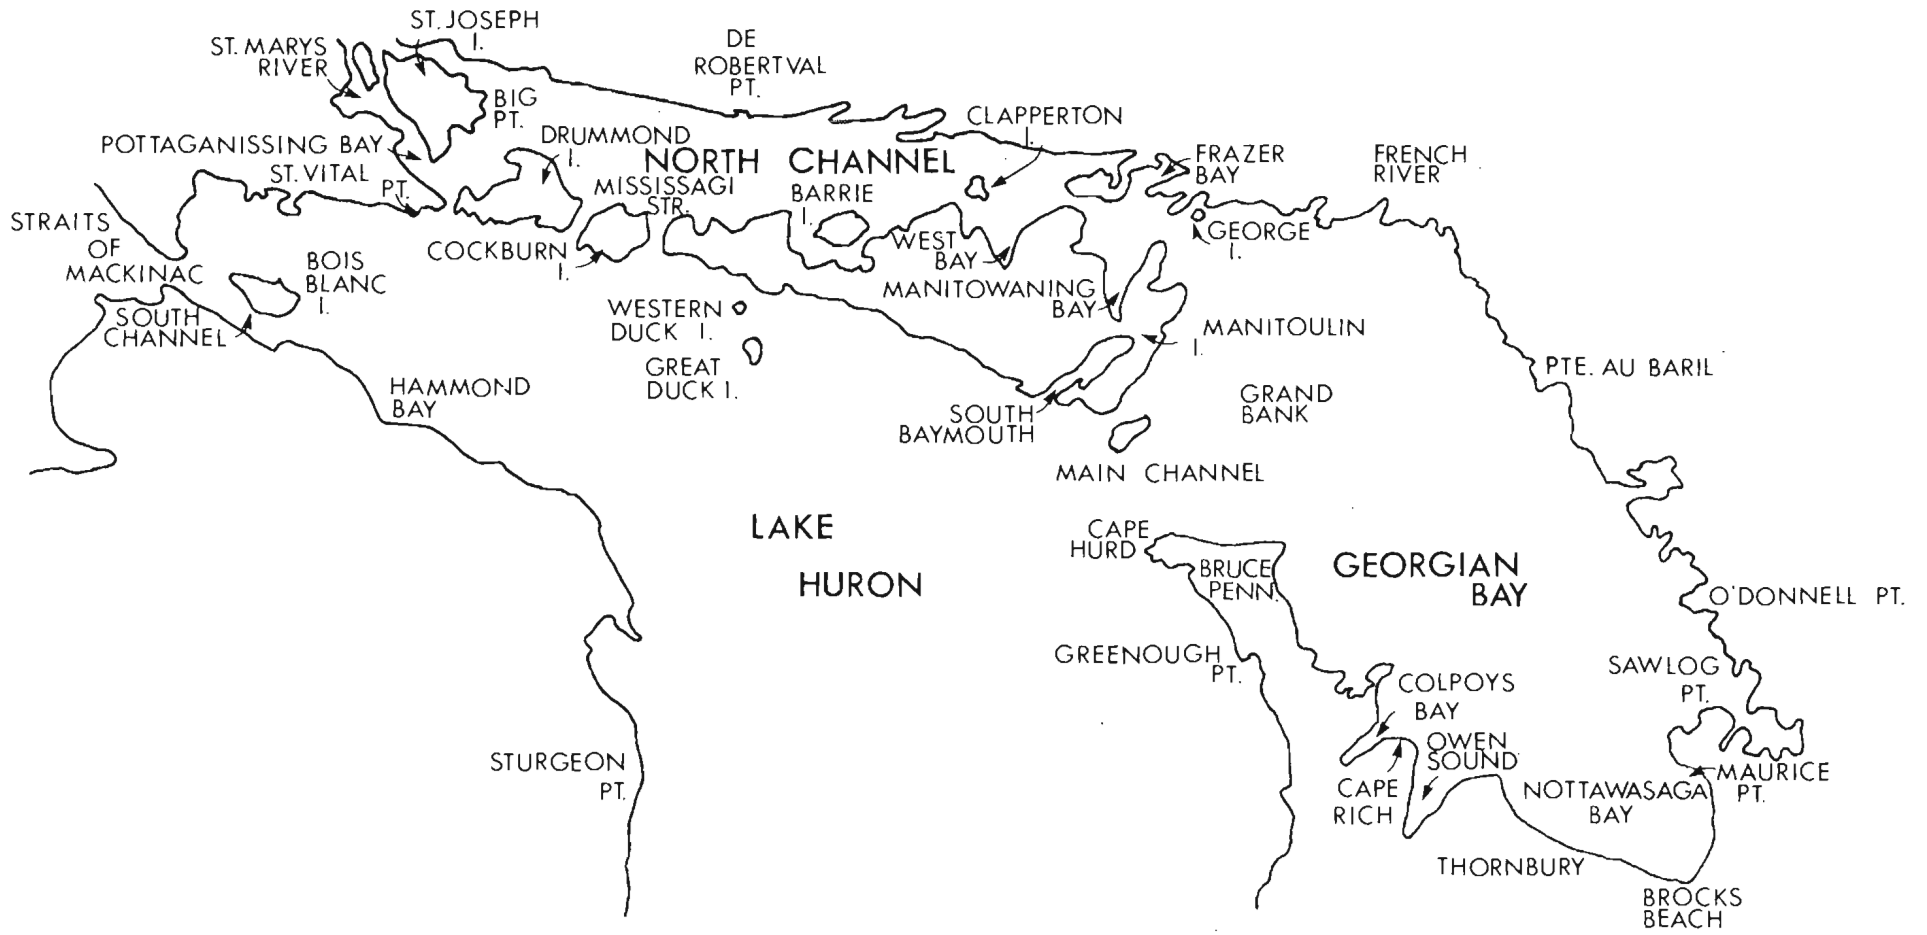 ST. JOSEPH
I.
ST. MARYS
RIVER
DE
ROBERTVAL
PT.
BIG
PT.
CLAPPERTON
I.
POTTAGANISSING BAY
DRUMMOND
I.
NORTH CHANNEL
FRAZER
BAY
FRENCH
RIVER
ST. VITAL
PT.
MISSISSAGI
STR.
BARRIE
I.
STRAITS
OF
MACKINAC
COCKBURN
I.
WEST
BAY
GEORGE
I.
BOIS
BLANC
I.
MANITOWANING
BAY
SOUTH
CHANNEL
WESTERN
DUCK I.
MANITOULIN
I.
GREAT
DUCK I.
PTE. AU BARIL
HAMMOND
BAY
GRAND
BANK
SOUTH
BAYMOUTH
MAIN CHANNEL
LAKE
HURON
CAPE
HURD
BRUCE
PENN.
GEORGIAN
BAY
O'DONNELL PT.
GREENOUGH
PT.
SAWLOG
PT.
COLPOYS
BAY
OWEN
SOUND
STURGEON
PT.
CAPE
RICH
NOTTAWASAGA
BAY
MAURICE
PT.
THORNBURY
BROCKS
BEACH